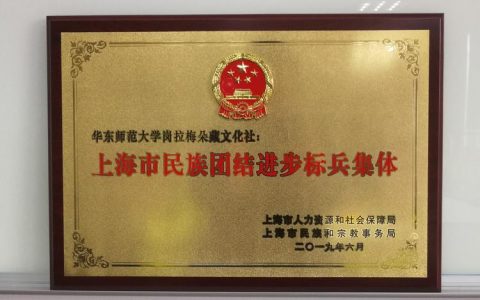 华东师范大学岗拉梅朵藏文化社：
上海市民族团结进步标兵集体
上海市人力资源和社会保障局
上海市民族和宗教事务局
二〇一九年六月